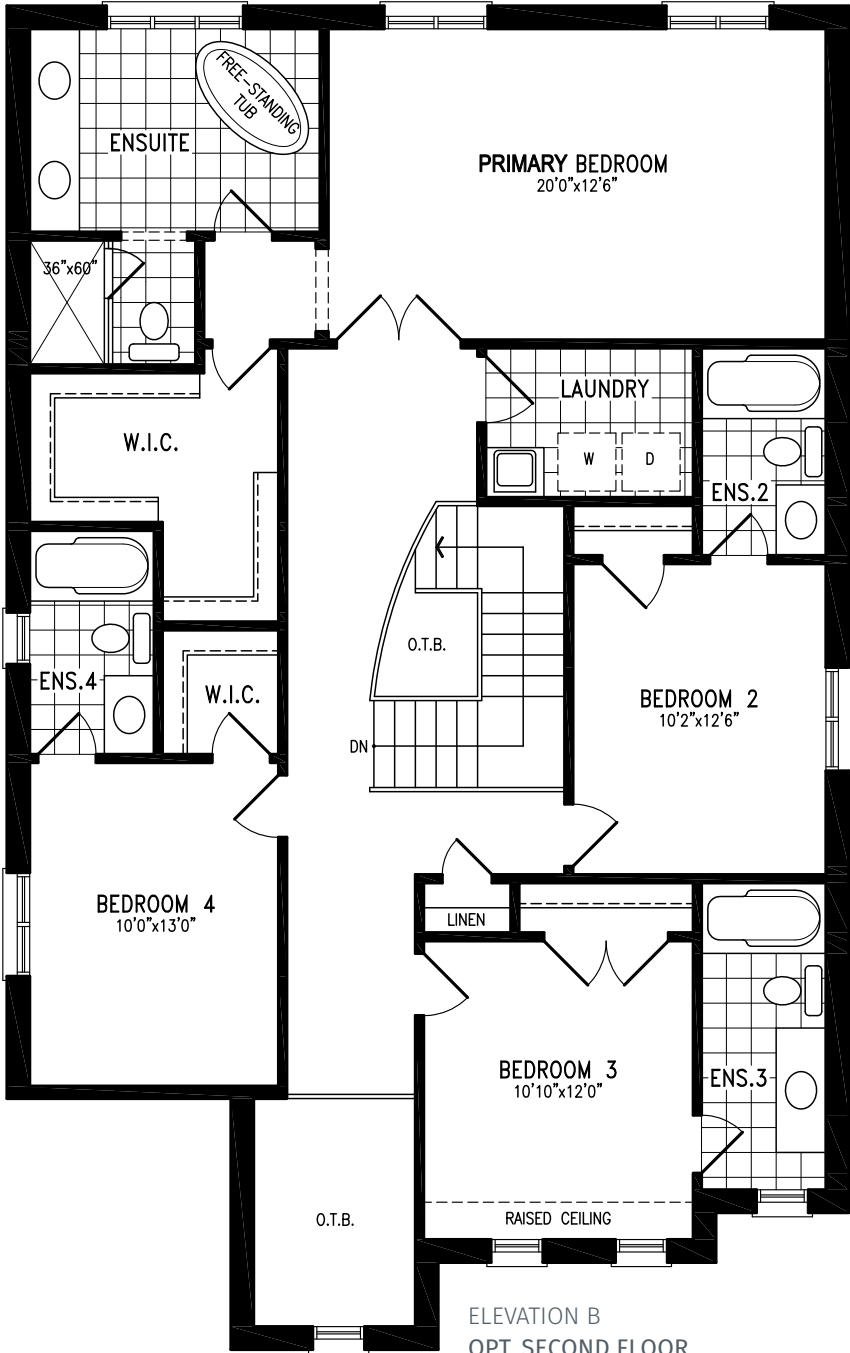 FREE-STANDING
TUB
ENSUITE
PRIMARY BEDROOM
20'0"x12'6"
36"x60"
LAUNDRY
W.I.C.
W
D
ENS.2
O.T.B.
ENS.4
W.I.C.
BEDROOM 2
10'2"x12'6"
DN
BEDROOM 4
10'0"x13'0"
LINEN
BEDROOM 3
10'10"x12'0"
ENS.3
O.T.B.
RAISED CEILING
ELEVATION B
OPT. SECOND FLOOR